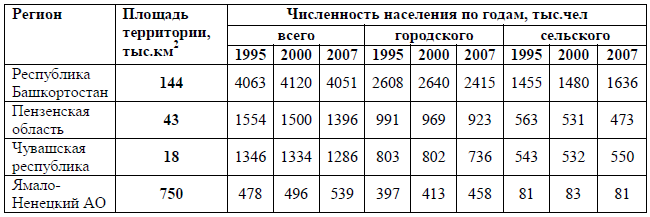 Регион Площадь территории, тыс.км2 Численность населения по годам, тыс.чел
всего городского сельского
1995 2000 2007 1995 2000 2007 1995 2000 2007
Республика Башкортостан 144 4063 4120 4051 2608 2640 2415 1455 1480 1636
Пензенская область 43 1554 1500 1396 991 969 923 563 531 473
Чувашская республика 18 1346 1334 1286 803 802 736 543 532 550
Ямало-Ненецкий АО 750 478 496 539 397 413 458 81 83 81